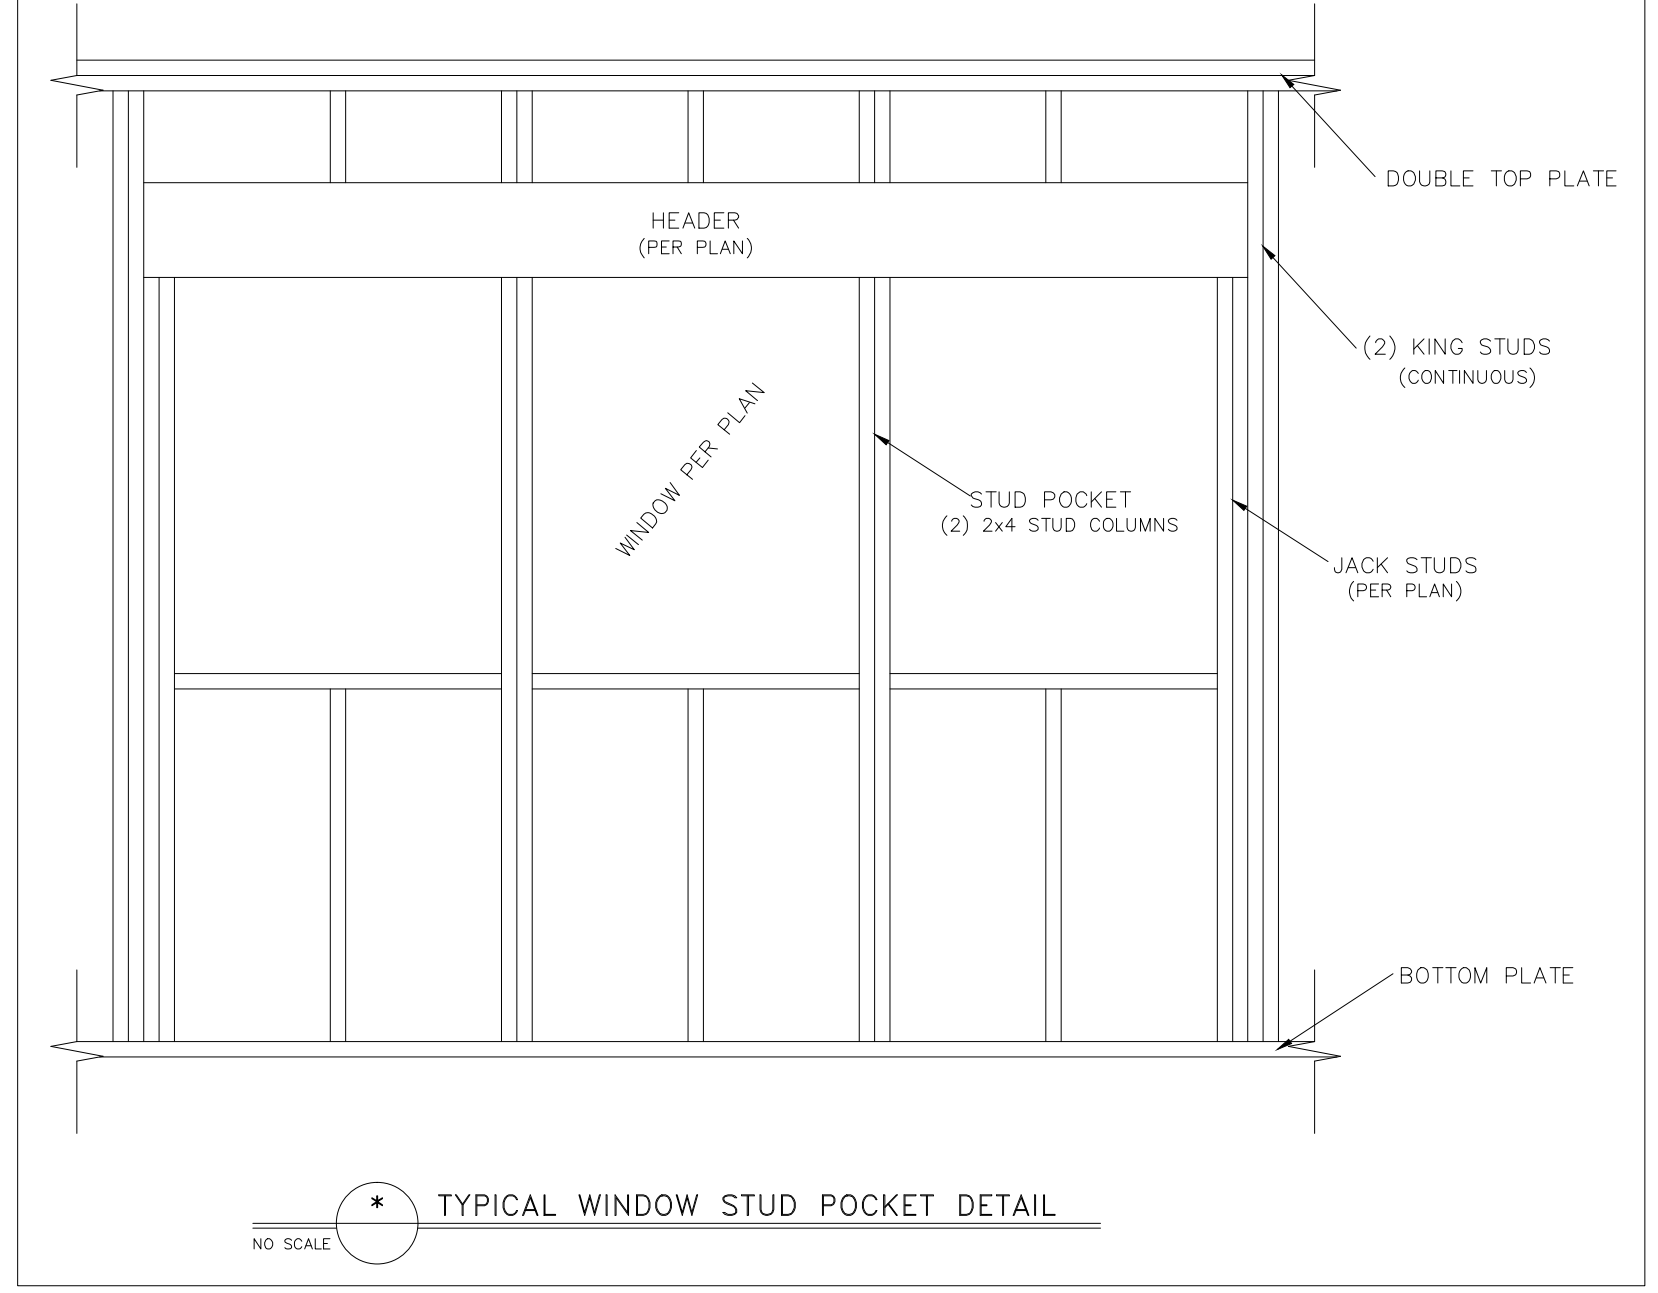 DOUBLE TOP PLATE
HEADER
(PER PLAN)
(2) KING STUDS
(CONTINUOUS)
WINDOW PER PLAN
STUD POCKET
(2) 2x4 STUD COLUMNS
JACK STUDS
(PER PLAN)
BOTTOM PLATE
*
TYPICAL WINDOW STUD POCKET DETAIL
NO SCALE